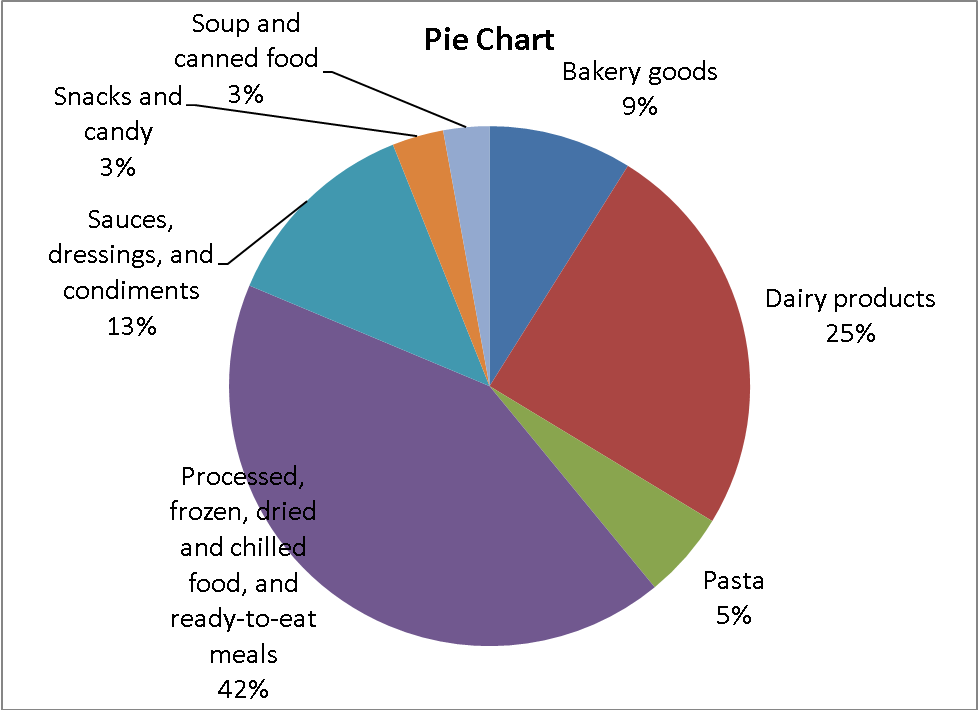 Pie Chart
Soup and
canned food
3%
Bakery goods
9%
Snacks and
candy
3%
Sauces,
dressings, and
condiments
13%
Dairy products
25%
Processed,
frozen, dried
and chilled
food, and
ready-to-eat
meals
42%
Pasta
5%